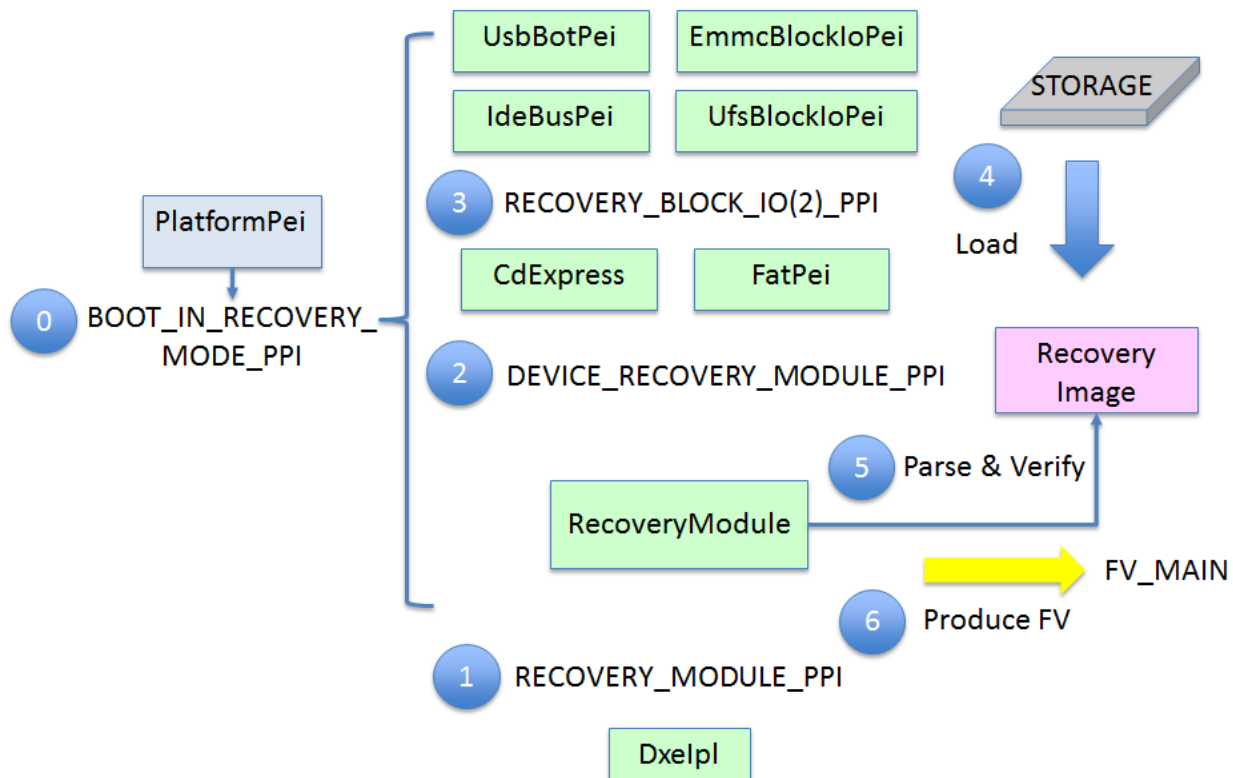 UsbBotPei
EmmcBlockIoPei
STORAGE
IdeBusPei
UfsBlockIoPei
4
3
RECOVERY_BLOCK_IO(2)_PPI
PlatformPei
Load
CdExpress
FatPei
0
BOOT_IN_RECOVERY_
MODE_PPI
Recovery
Image
2
DEVICE_RECOVERY_MODULE_PPI
5
Parse & Verify
RecoveryModule
FV_MAIN
6
Produce FV
1
RECOVERY_MODULE_PPI
DxeIpl